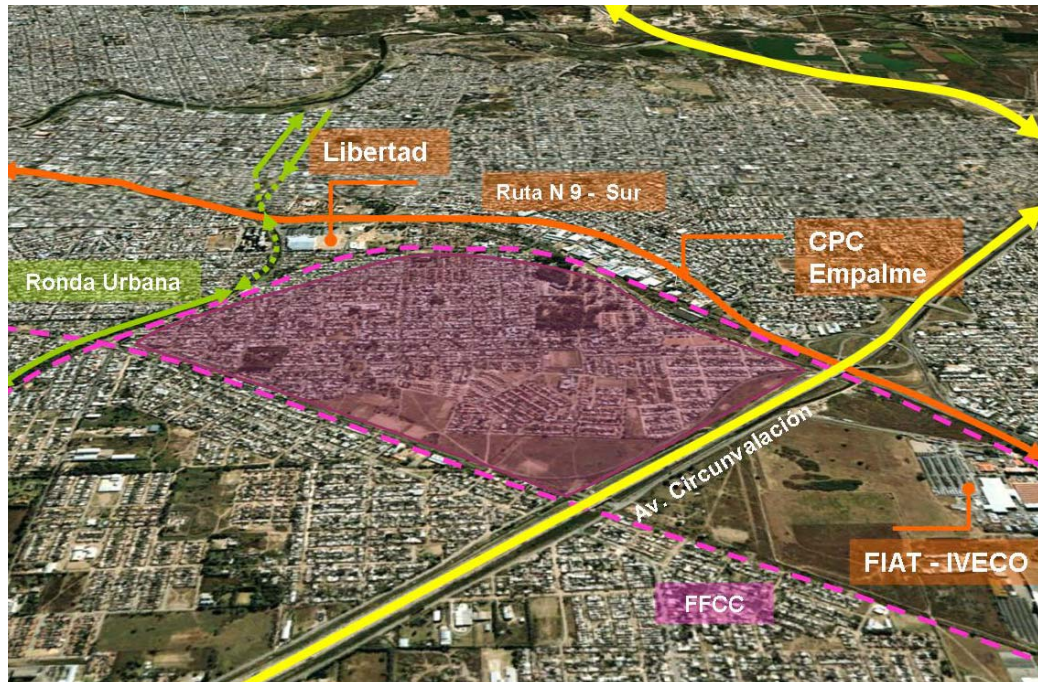 Libertad
Ruta N 9 - Sur
CPC
Empalme
Ronda Urbana
Av. Circunvalación
FIAT - IVECO
FFCC